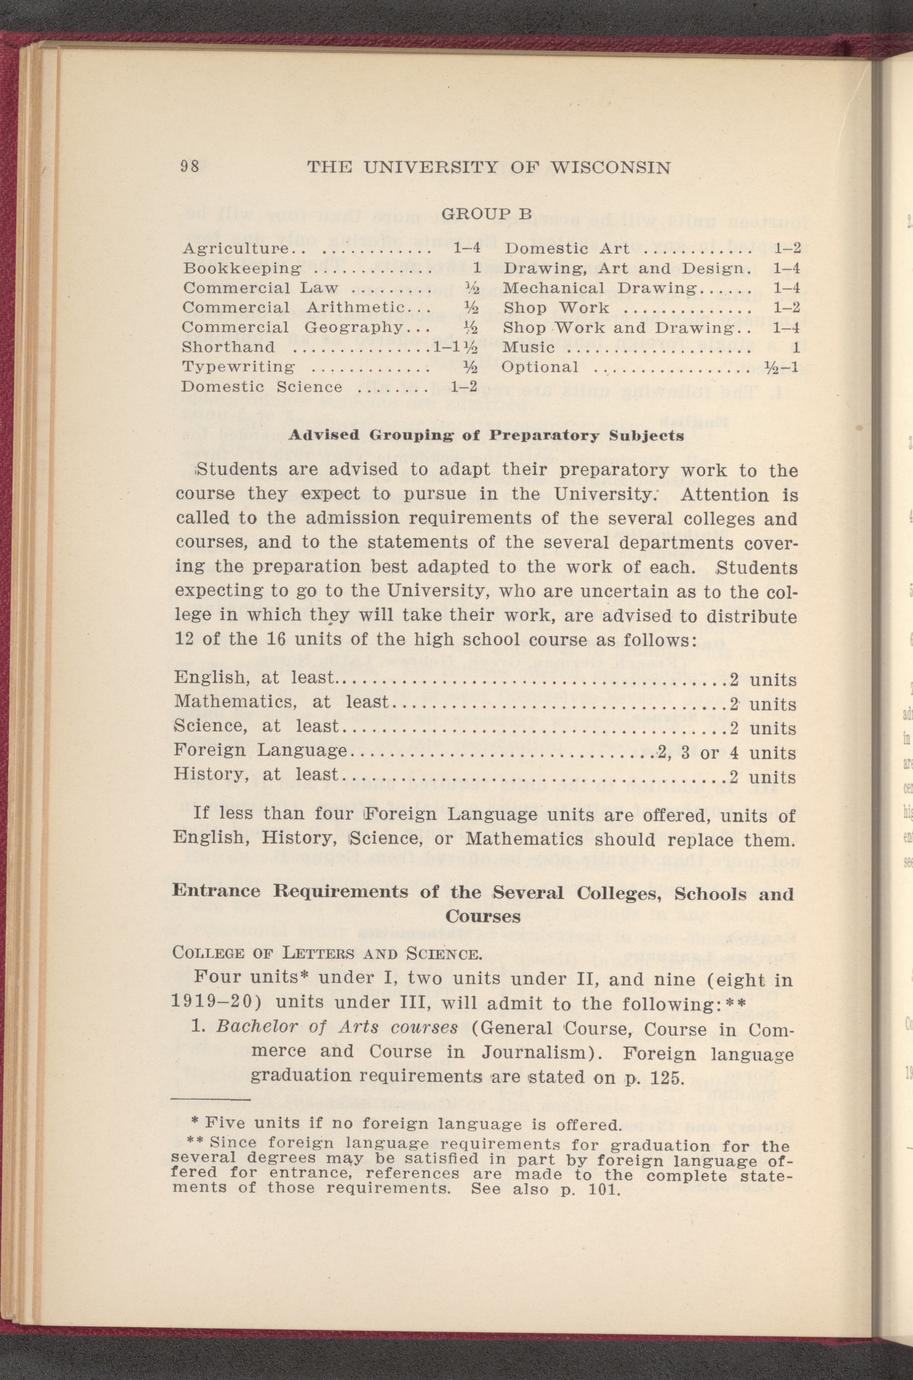 98 THE UNIVERSITY OF WISCONSIN
GROUP B
Agriculture.. ............ 1–4
Bookkeeping ............. 1
Commercial Law ......... ½
Commercial Arithmetic... ½
Commercial Geography... ½
Shorthand ...............1–1½
Typewriting ............. ½
Domestic Science ........ 1–2
Domestic Art ............ 1–2
Drawing, Art and Design. 1–4
Mechanical Drawing...... 1–4
Shop Work .............. 1–2
Shop Work and Drawing.. 1–4
Music .................... 1
Optional ................. ½–1
Advised Grouping of Preparatory Subjects
Students are advised to adapt their preparatory work to the
course they expect to pursue in the University. Attention is
called to the admission requirements of the several colleges and
courses, and to the statements of the several departments cover-
ing the preparation best adapted to the work of each. Students
expecting to go to the University, who are uncertain as to the col-
lege in which they will take their work, are advised to distribute
12 of the 16 units of the high school course as follows:
English, at least..........................................2 units
Mathematics, at least....................................2 units
Science, at least.........................................2 units
Foreign Language.................................2, 3 or 4 units
History, at least.........................................2 units
If less than four Foreign Language units are offered, units of
English, History, Science, or Mathematics should replace them.
Entrance Requirements of the Several Colleges, Schools and
Courses
COLLEGE OF LETTERS AND SCIENCE.
Four units* under I, two units under II, and nine (eight in
1919–20) units under III, will admit to the following:**
1. Bachelor of Arts courses (General Course, Course in Com-
merce and Course in Journalism). Foreign language
graduation requirements are stated on p. 125.
* Five units if no foreign language is offered.
** Since foreign language requirements for graduation for the
several degrees may be satisfied in part by foreign language of-
fered for entrance, references are made to the complete state-
ments of those requirements. See also p. 101.